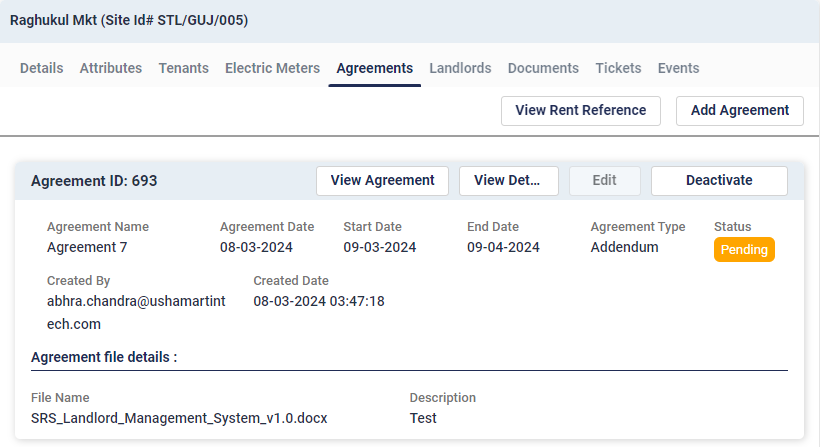 Raghukul Mkt (Site Id# STL/GUJ/005)
Details Attributes Tenants Electric Meters Agreements Landlords Documents Tickets Events
View Rent Reference Add Agreement
Agreement ID: 693 View Agreement View Det... Edit Deactivate
Agreement Name Agreement Date Start Date End Date Agreement Type Status
Agreement 7 08-03-2024 09-03-2024 09-04-2024 Addendum Pending
Created By Created Date
abhra.chandra@ushamartint 08-03-2024 03:47:18
ech.com
Agreement file details :
File Name Description
SRS_Landlord_Management_System_v1.0.docx Test